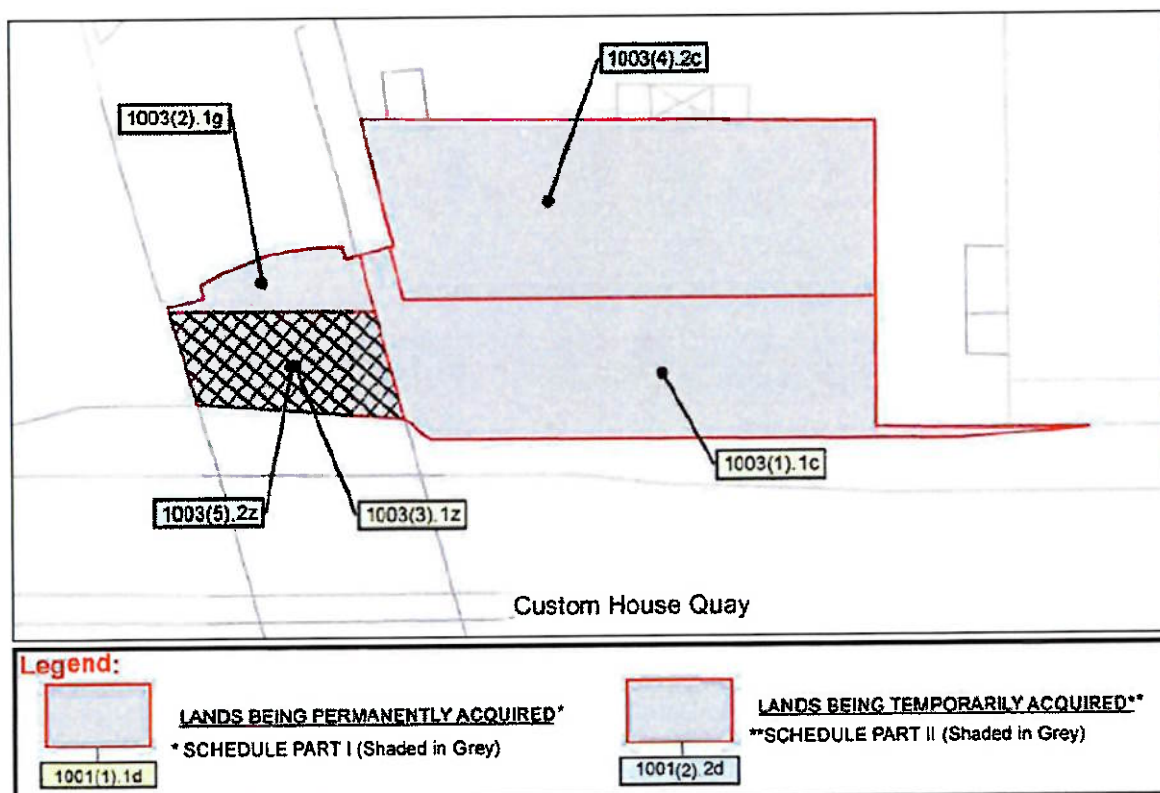 1003(4).2c
1003(2).1g
1003(1).1c
1003(5).2z
1003(3).1z
Custom House Quay
Legend:
LANDS BEING PERMANENTLY ACQUIRED*
* SCHEDULE PART I (Shaded in Grey)
1001(1).1d
LANDS BEING TEMPORARILY ACQUIRED**
**SCHEDULE PART II (Shaded in Grey)
1001(2).2d